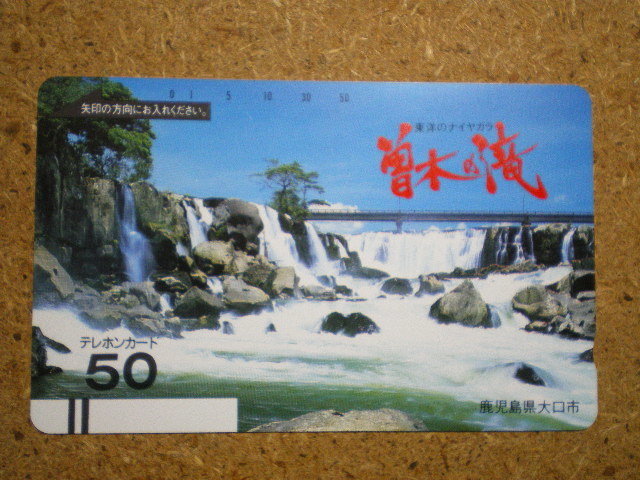 0 1 5 10 30 50
矢印の方向にお入れください。
東洋のナイヤガラ
曽木の滝
テレホンカード
50
鹿児島県大口市